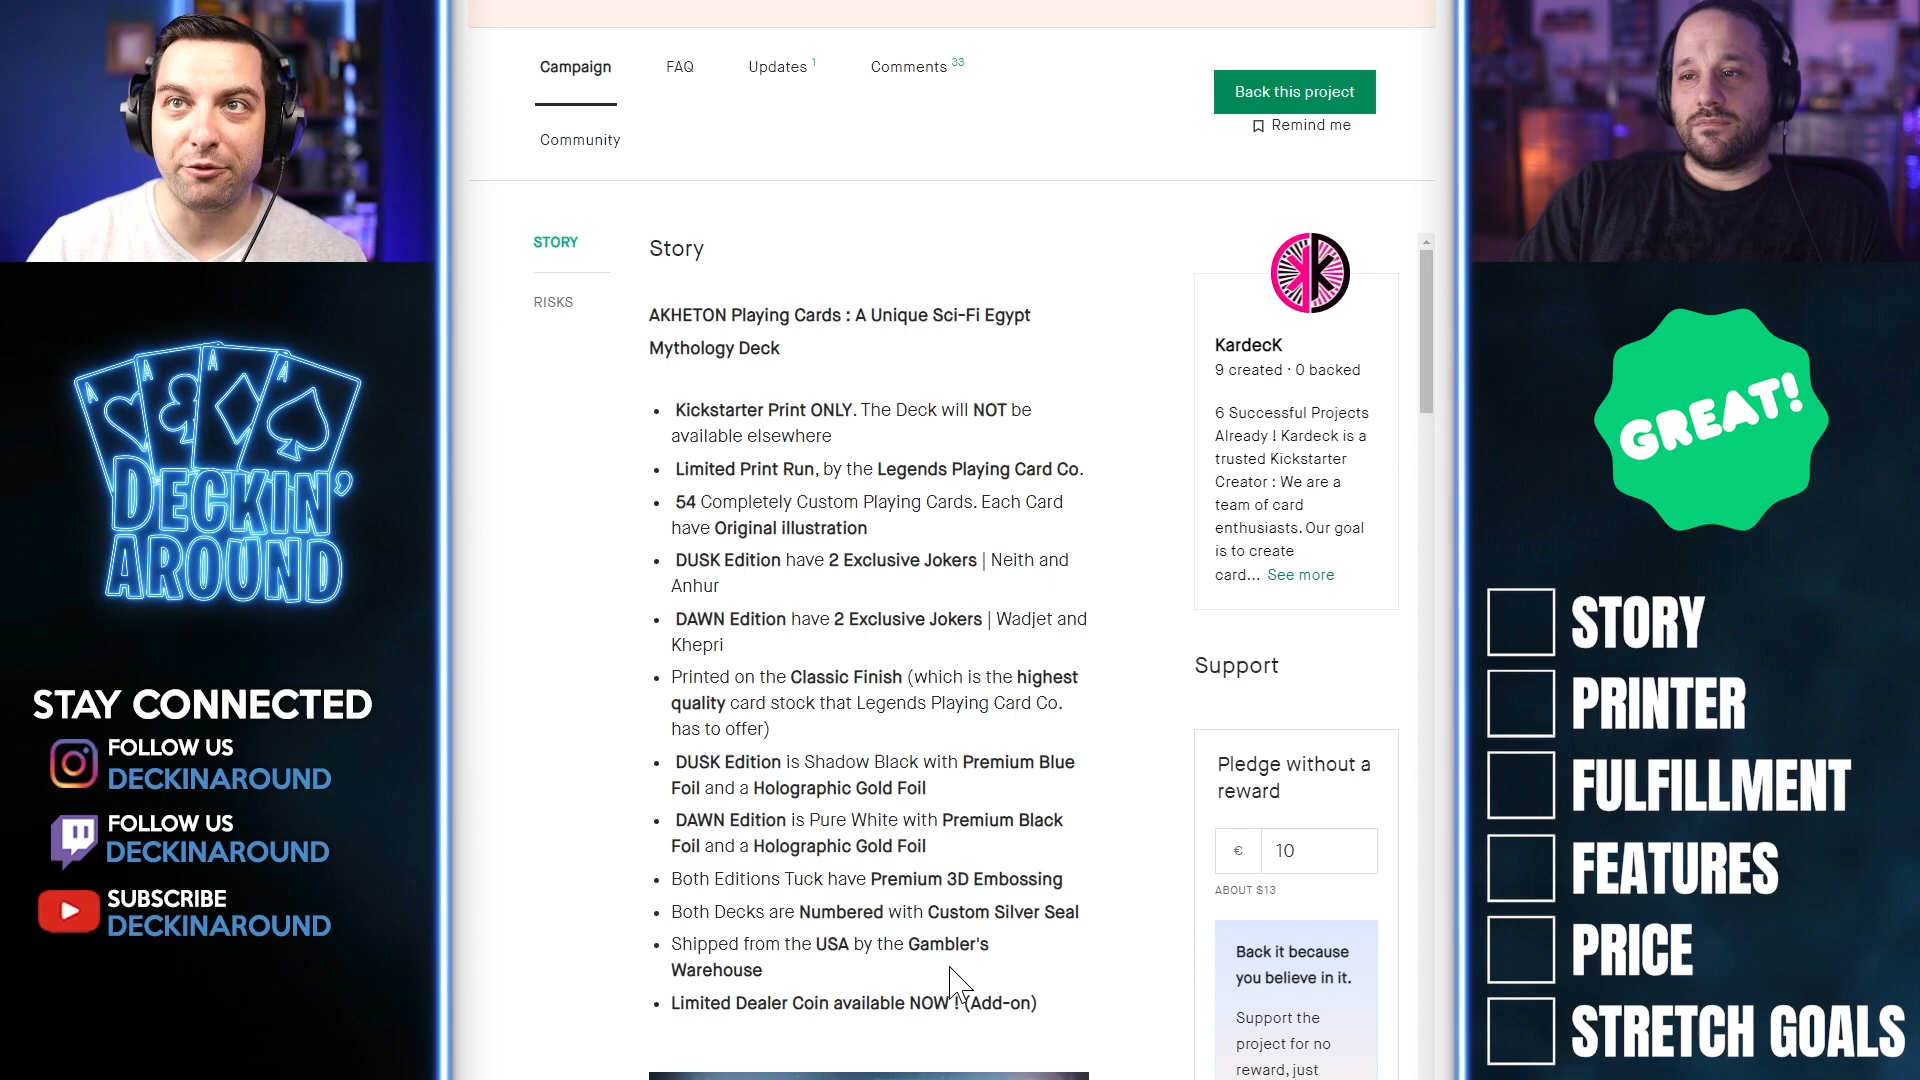 Campaign
FAQ
Updates 1
Comments 33
Community
Back this project
Remind me
STORY
RISKS
Story
AKHETON Playing Cards : A Unique Sci-Fi Egypt
Mythology Deck
• Kickstarter Print ONLY. The Deck will NOT be
available elsewhere
• Limited Print Run, by the Legends Playing Card Co.
• 54 Completely Custom Playing Cards. Each Card
have Original illustration
• DUSK Edition have 2 Exclusive Jokers | Neith and
Anhur
• DAWN Edition have 2 Exclusive Jokers | Wadjet and
Khepri
• Printed on the Classic Finish (which is the highest
quality card stock that Legends Playing Card Co.
has to offer)
• DUSK Edition is Shadow Black with Premium Blue
Foil and a Holographic Gold Foil
• DAWN Edition is Pure White with Premium Black
Foil and a Holographic Gold Foil
• Both Editions Tuck have Premium 3D Embossing
• Both Decks are Numbered with Custom Silver Seal
• Shipped from the USA by the Gambler's
Warehouse
• Limited Dealer Coin available NOW ! (Add-on)
KardecK
9 created · 0 backed
6 Successful Projects
Already ! Kardeck is a
trusted Kickstarter
Creator : We are a
team of card
enthusiasts. Our goal
is to create
card... See more
Support
Pledge without a
reward
€ 10
ABOUT $13
Back it because
you believe in it.
Support the
project for no
reward, just
A
A
A
A
DECKIN'
AROUND
STAY CONNECTED
FOLLOW US
DECKINAROUND
FOLLOW US
DECKINAROUND
SUBSCRIBE
DECKINAROUND
GREAT!
STORY
PRINTER
FULFILLMENT
FEATURES
PRICE
STRETCH GOALS